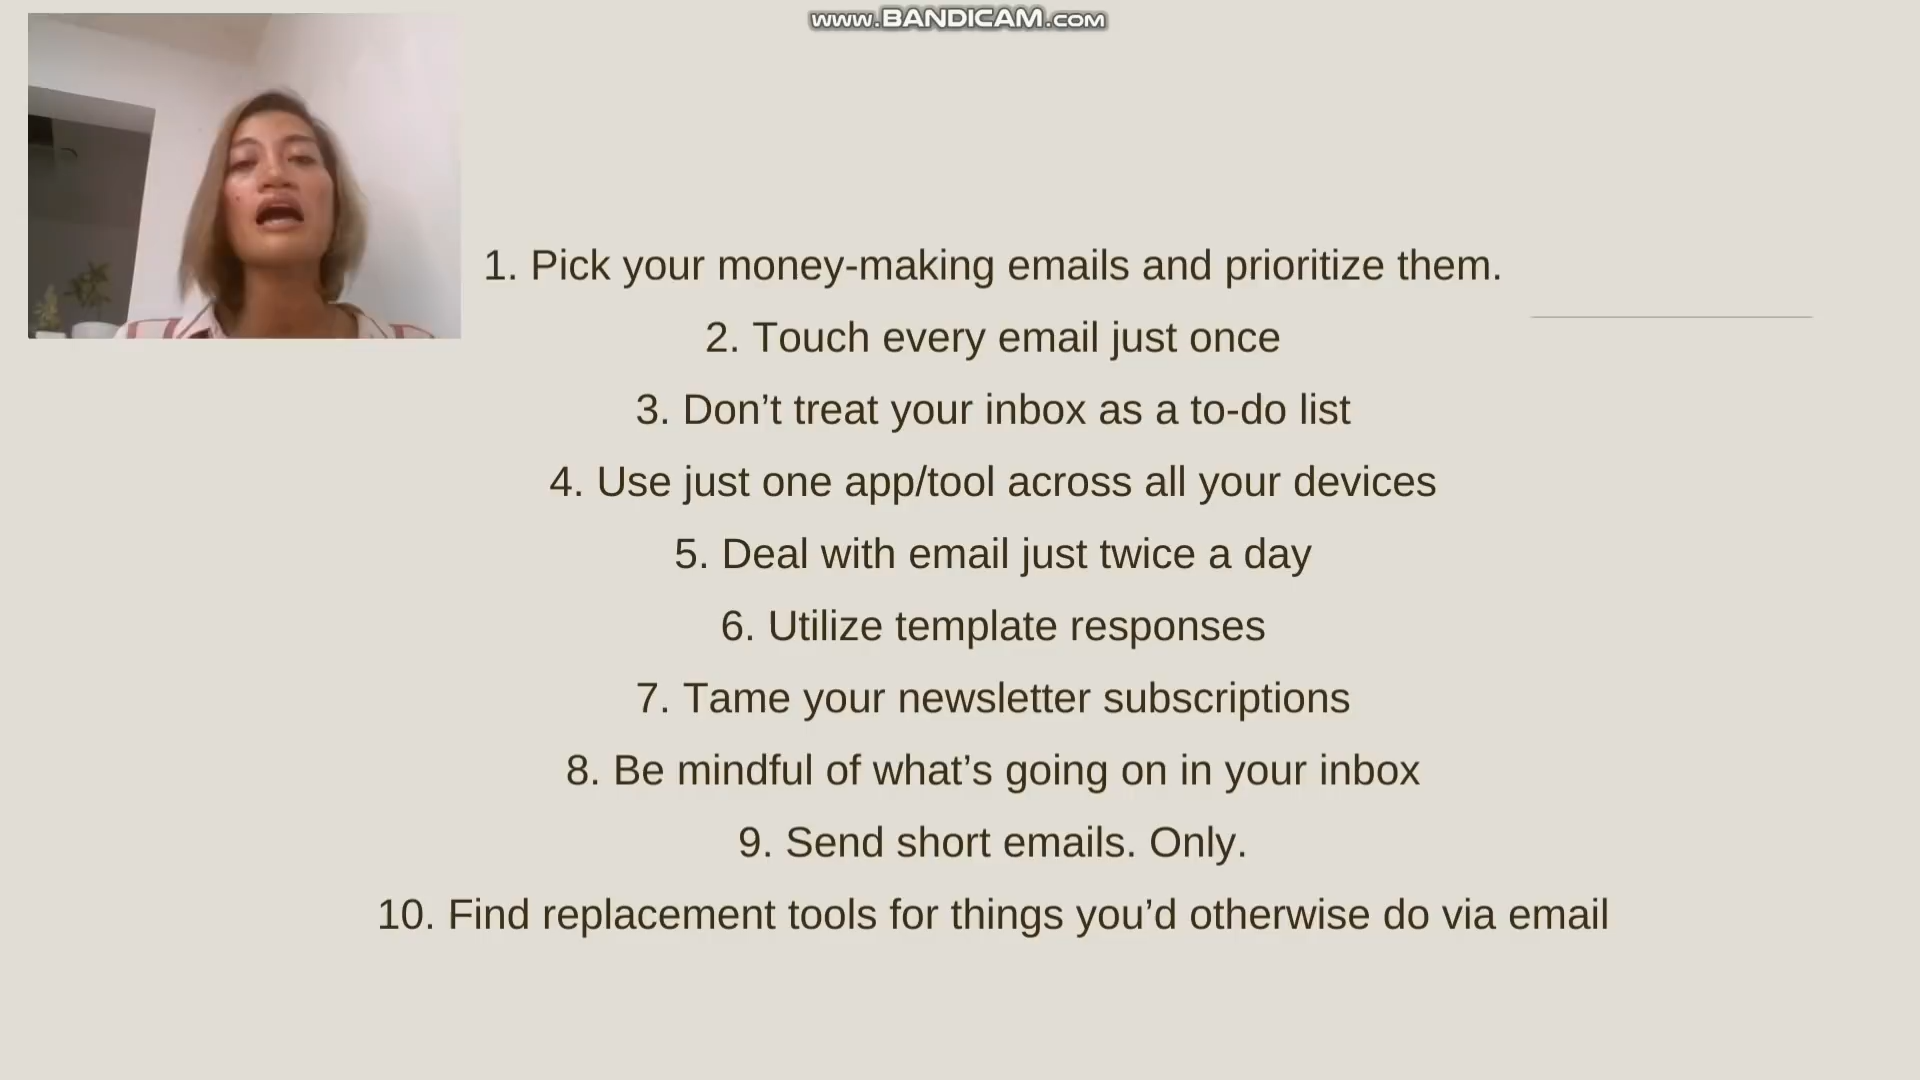 www.BANDICAM.com
1. Pick your money-making emails and prioritize them.
2. Touch every email just once
3. Don’t treat your inbox as a to-do list
4. Use just one app/tool across all your devices
5. Deal with email just twice a day
6. Utilize template responses
7. Tame your newsletter subscriptions
8. Be mindful of what’s going on in your inbox
9. Send short emails. Only.
10. Find replacement tools for things you’d otherwise do via email